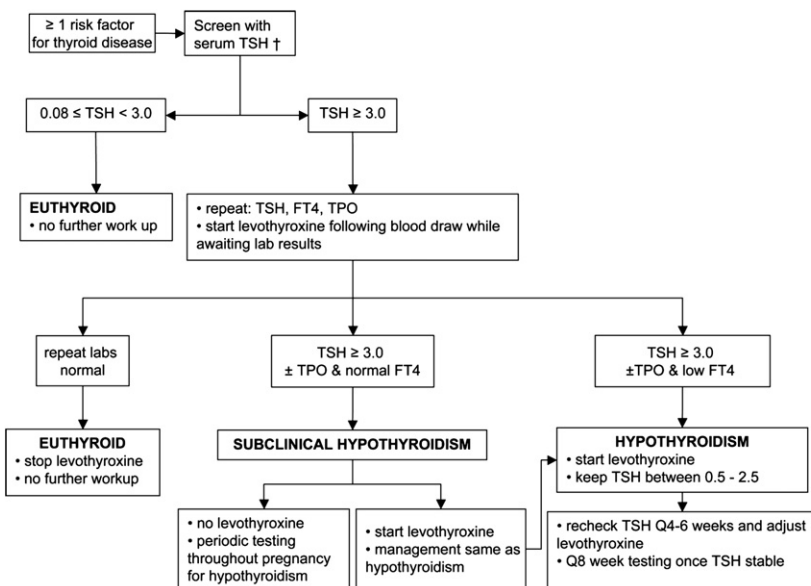 ≥ 1 risk factor
for thyroid disease
Screen with
serum TSH †
0.08 ≤ TSH < 3.0
TSH ≥ 3.0
EUTHYROID
• no further work up
• repeat: TSH, FT4, TPO
• start levothyroxine following blood draw while
awaiting lab results
repeat labs
normal
TSH ≥ 3.0
± TPO & normal FT4
TSH ≥ 3.0
±TPO & low FT4
EUTHYROID
• stop levothyroxine
• no further workup
SUBCLINICAL HYPOTHYROIDISM
HYPOTHYROIDISM
• start levothyroxine
• keep TSH between 0.5 - 2.5
• no levothyroxine
• periodic testing
throughout pregnancy
for hypothyroidism
• start levothyroxine
• management same as
hypothyroidism
• recheck TSH Q4-6 weeks and adjust
levothyroxine
• Q8 week testing once TSH stable